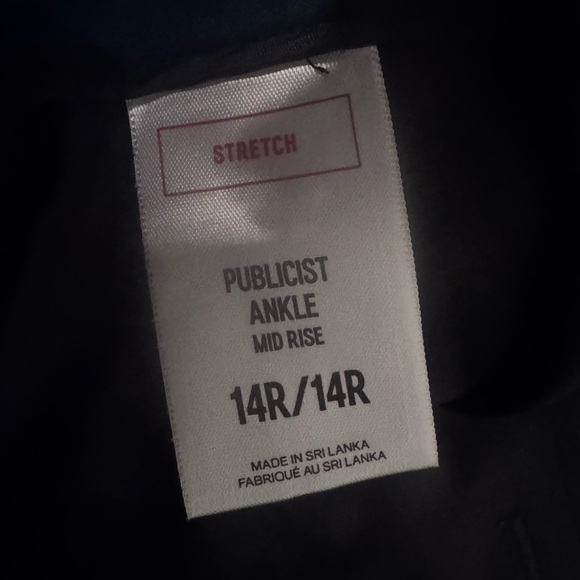 STRETCH
PUBLICIST
ANKLE
MID RISE
14R/14R
MADE IN SRI LANKA
FABRIQUÉ AU SRI LANKA